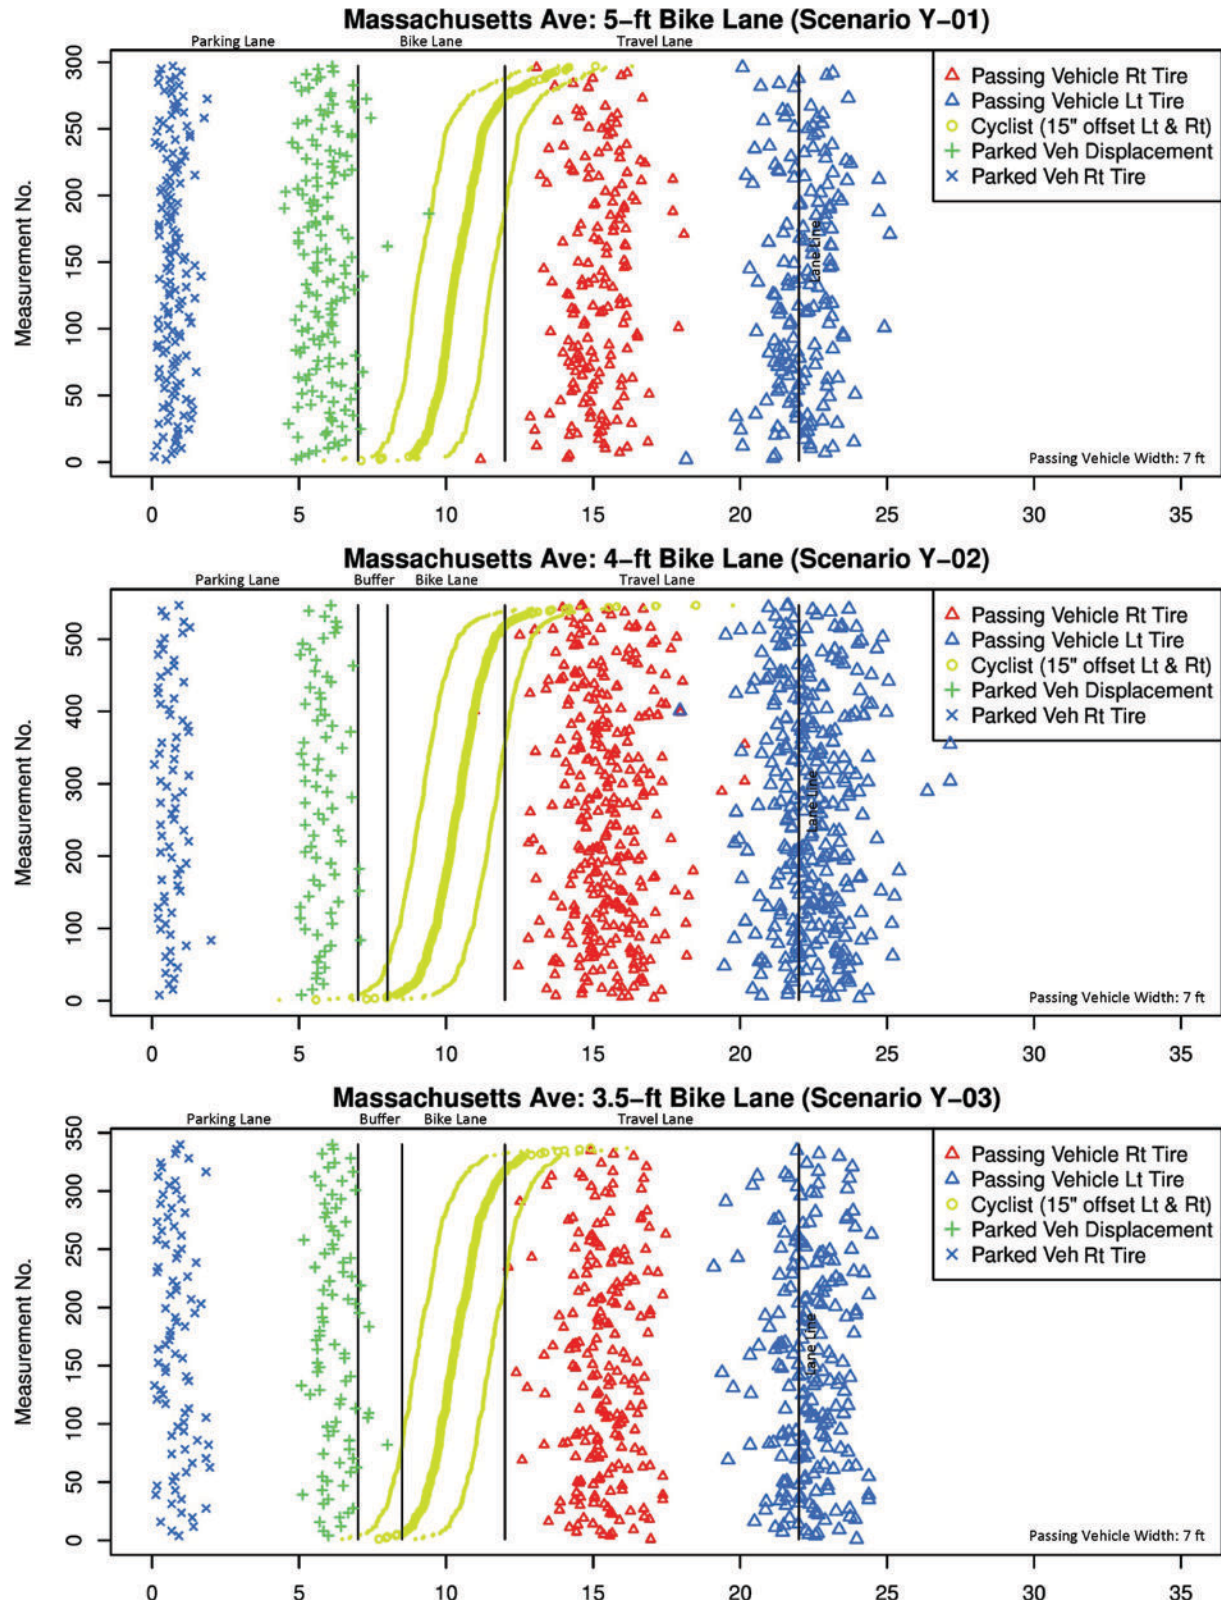 Massachusetts Ave: 5-ft Bike Lane (Scenario Y-01)
Parking Lane Bike Lane Travel Lane
Measurement No.
300
250
200
150
100
50
0
Passing Vehicle Rt Tire
Passing Vehicle Lt Tire
Cyclist (15" offset Lt & Rt)
Parked Veh Displacement
Parked Veh Rt Tire
Lane Line
Passing Vehicle Width: 7 ft
0 5 10 15 20 25 30 35
Massachusetts Ave: 4-ft Bike Lane (Scenario Y-02)
Parking Lane Buffer Bike Lane Travel Lane
Measurement No.
500
400
300
200
100
0
Passing Vehicle Rt Tire
Passing Vehicle Lt Tire
Cyclist (15" offset Lt & Rt)
Parked Veh Displacement
Parked Veh Rt Tire
Lane Line
Passing Vehicle Width: 7 ft
0 5 10 15 20 25 30 35
Massachusetts Ave: 3.5-ft Bike Lane (Scenario Y-03)
Parking Lane Buffer Bike Lane Travel Lane
Measurement No.
350
300
250
200
150
100
50
0
Passing Vehicle Rt Tire
Passing Vehicle Lt Tire
Cyclist (15" offset Lt & Rt)
Parked Veh Displacement
Parked Veh Rt Tire
Lane Line
Passing Vehicle Width: 7 ft
0 5 10 15 20 25 30 35